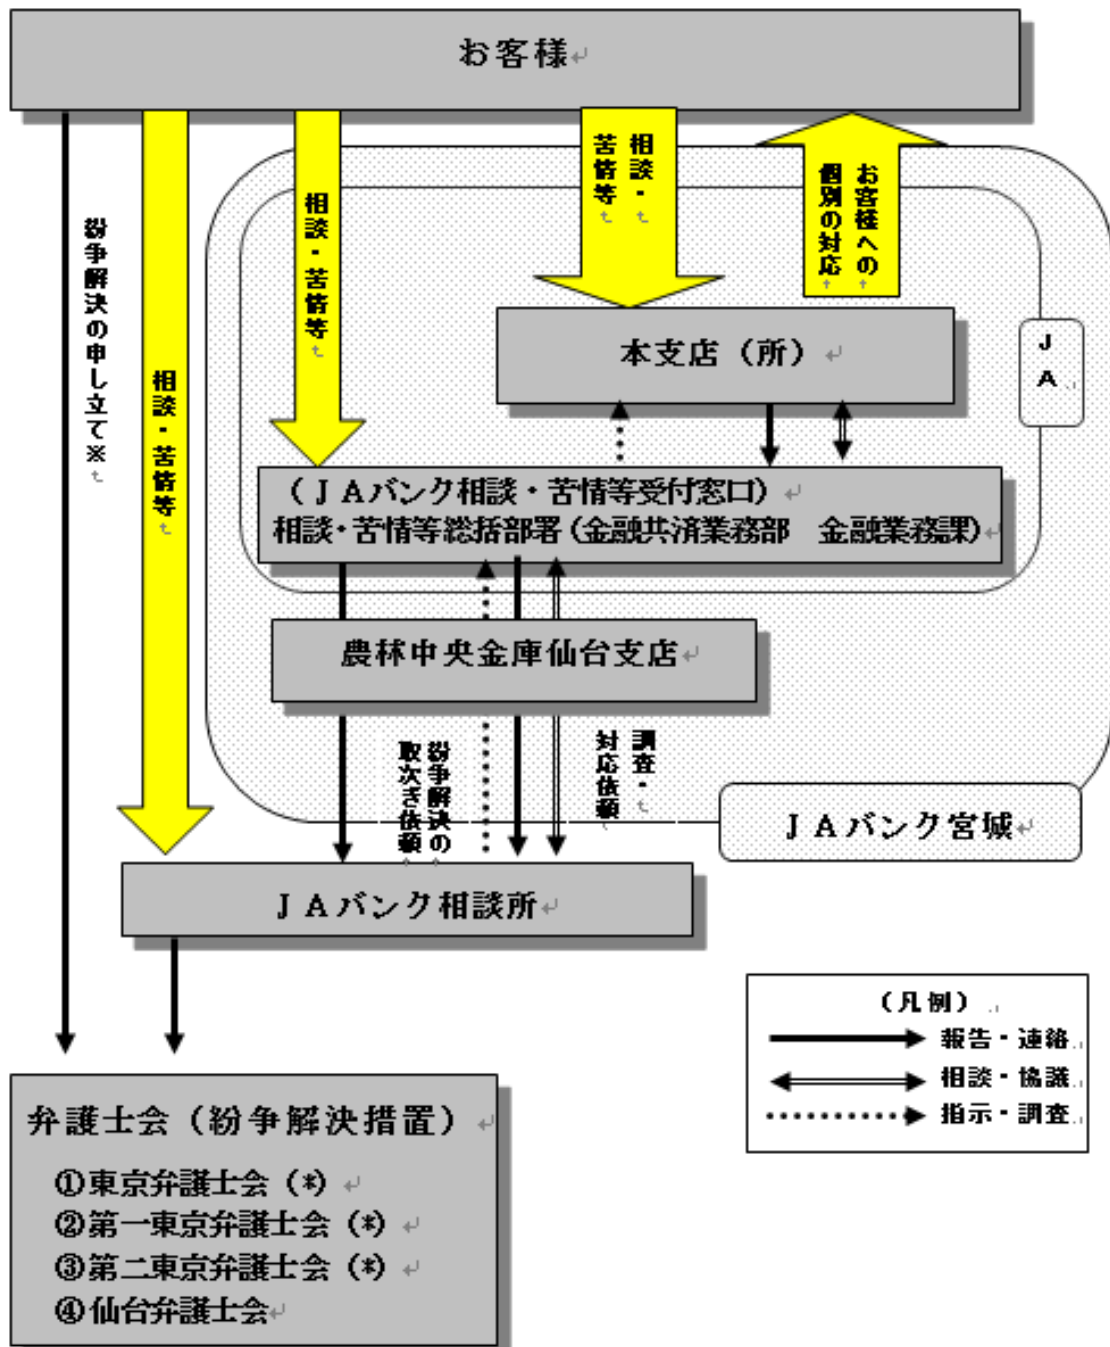 お客様
紛争解決の申し立て※
相談・苦情等
相談・苦情等
相談・
苦情等
お客様への
個別の対応
本支店（所）
ＪＡ
（ＪＡバンク相談・苦情等受付窓口）
相談・苦情等総括部署（金融共済業務部　金融業務課）
農林中央金庫仙台支店
紛争解決の
取次ぎ依頼
調査・
対応依頼
ＪＡバンク宮城
ＪＡバンク相談所
（凡例）
報告・連絡
相談・協議
指示・調査
弁護士会（紛争解決措置）
①東京弁護士会（*）
②第一東京弁護士会（*）
③第二東京弁護士会（*）
④仙台弁護士会